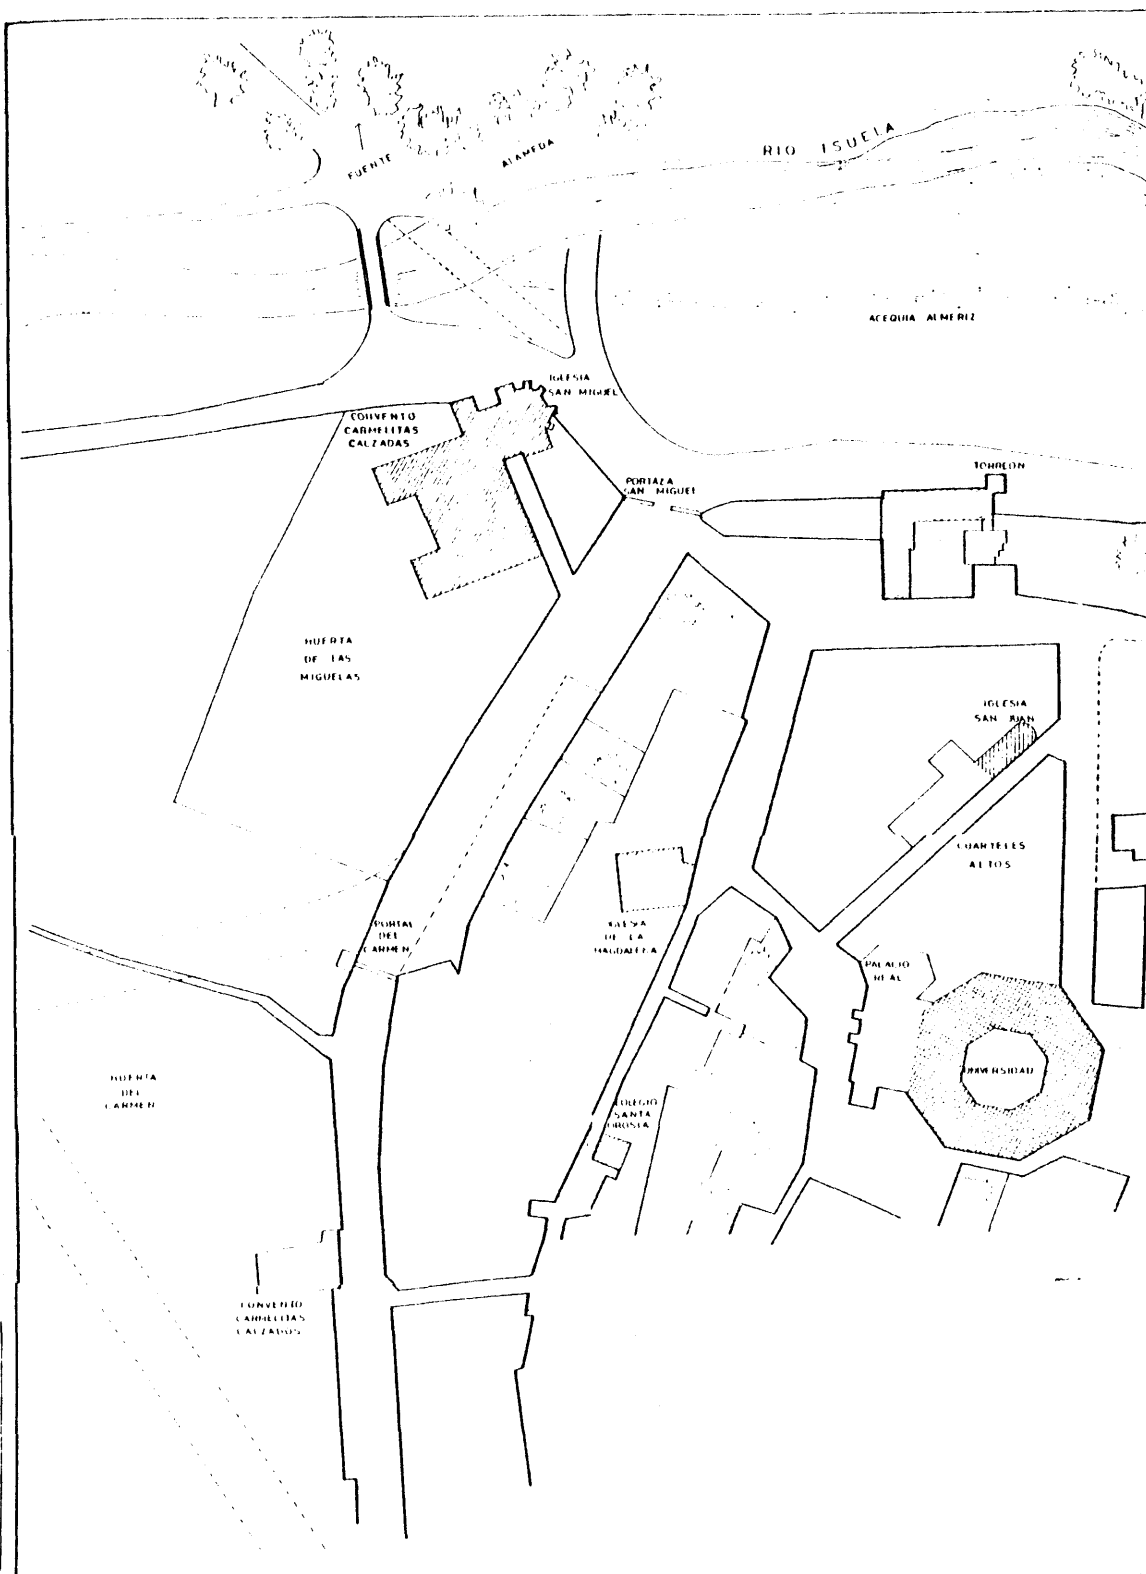 FUENTE
ALAMEDA
RIO ISUELA
ACEQUIA ALMERIZ
IGLESIA
SAN MIGUEL
CONVENTO
CARMELITAS
CALZADAS
TORREON
PORTAZA
SAN MIGUEL
HUERTA
DE LAS
MIGUELAS
IGLESIA
SAN JUAN
CUARTELES
ALTOS
PORTAL
DEL
CARMEN
IGLESIA
DE LA
MAGDALENA
PALACIO
REAL
UNIVERSIDAD
HUERTA
DEL
CARMEN
COLEGIO
SANTA
OROSIA
CONVENTO
CARMELITAS
CALZADOS